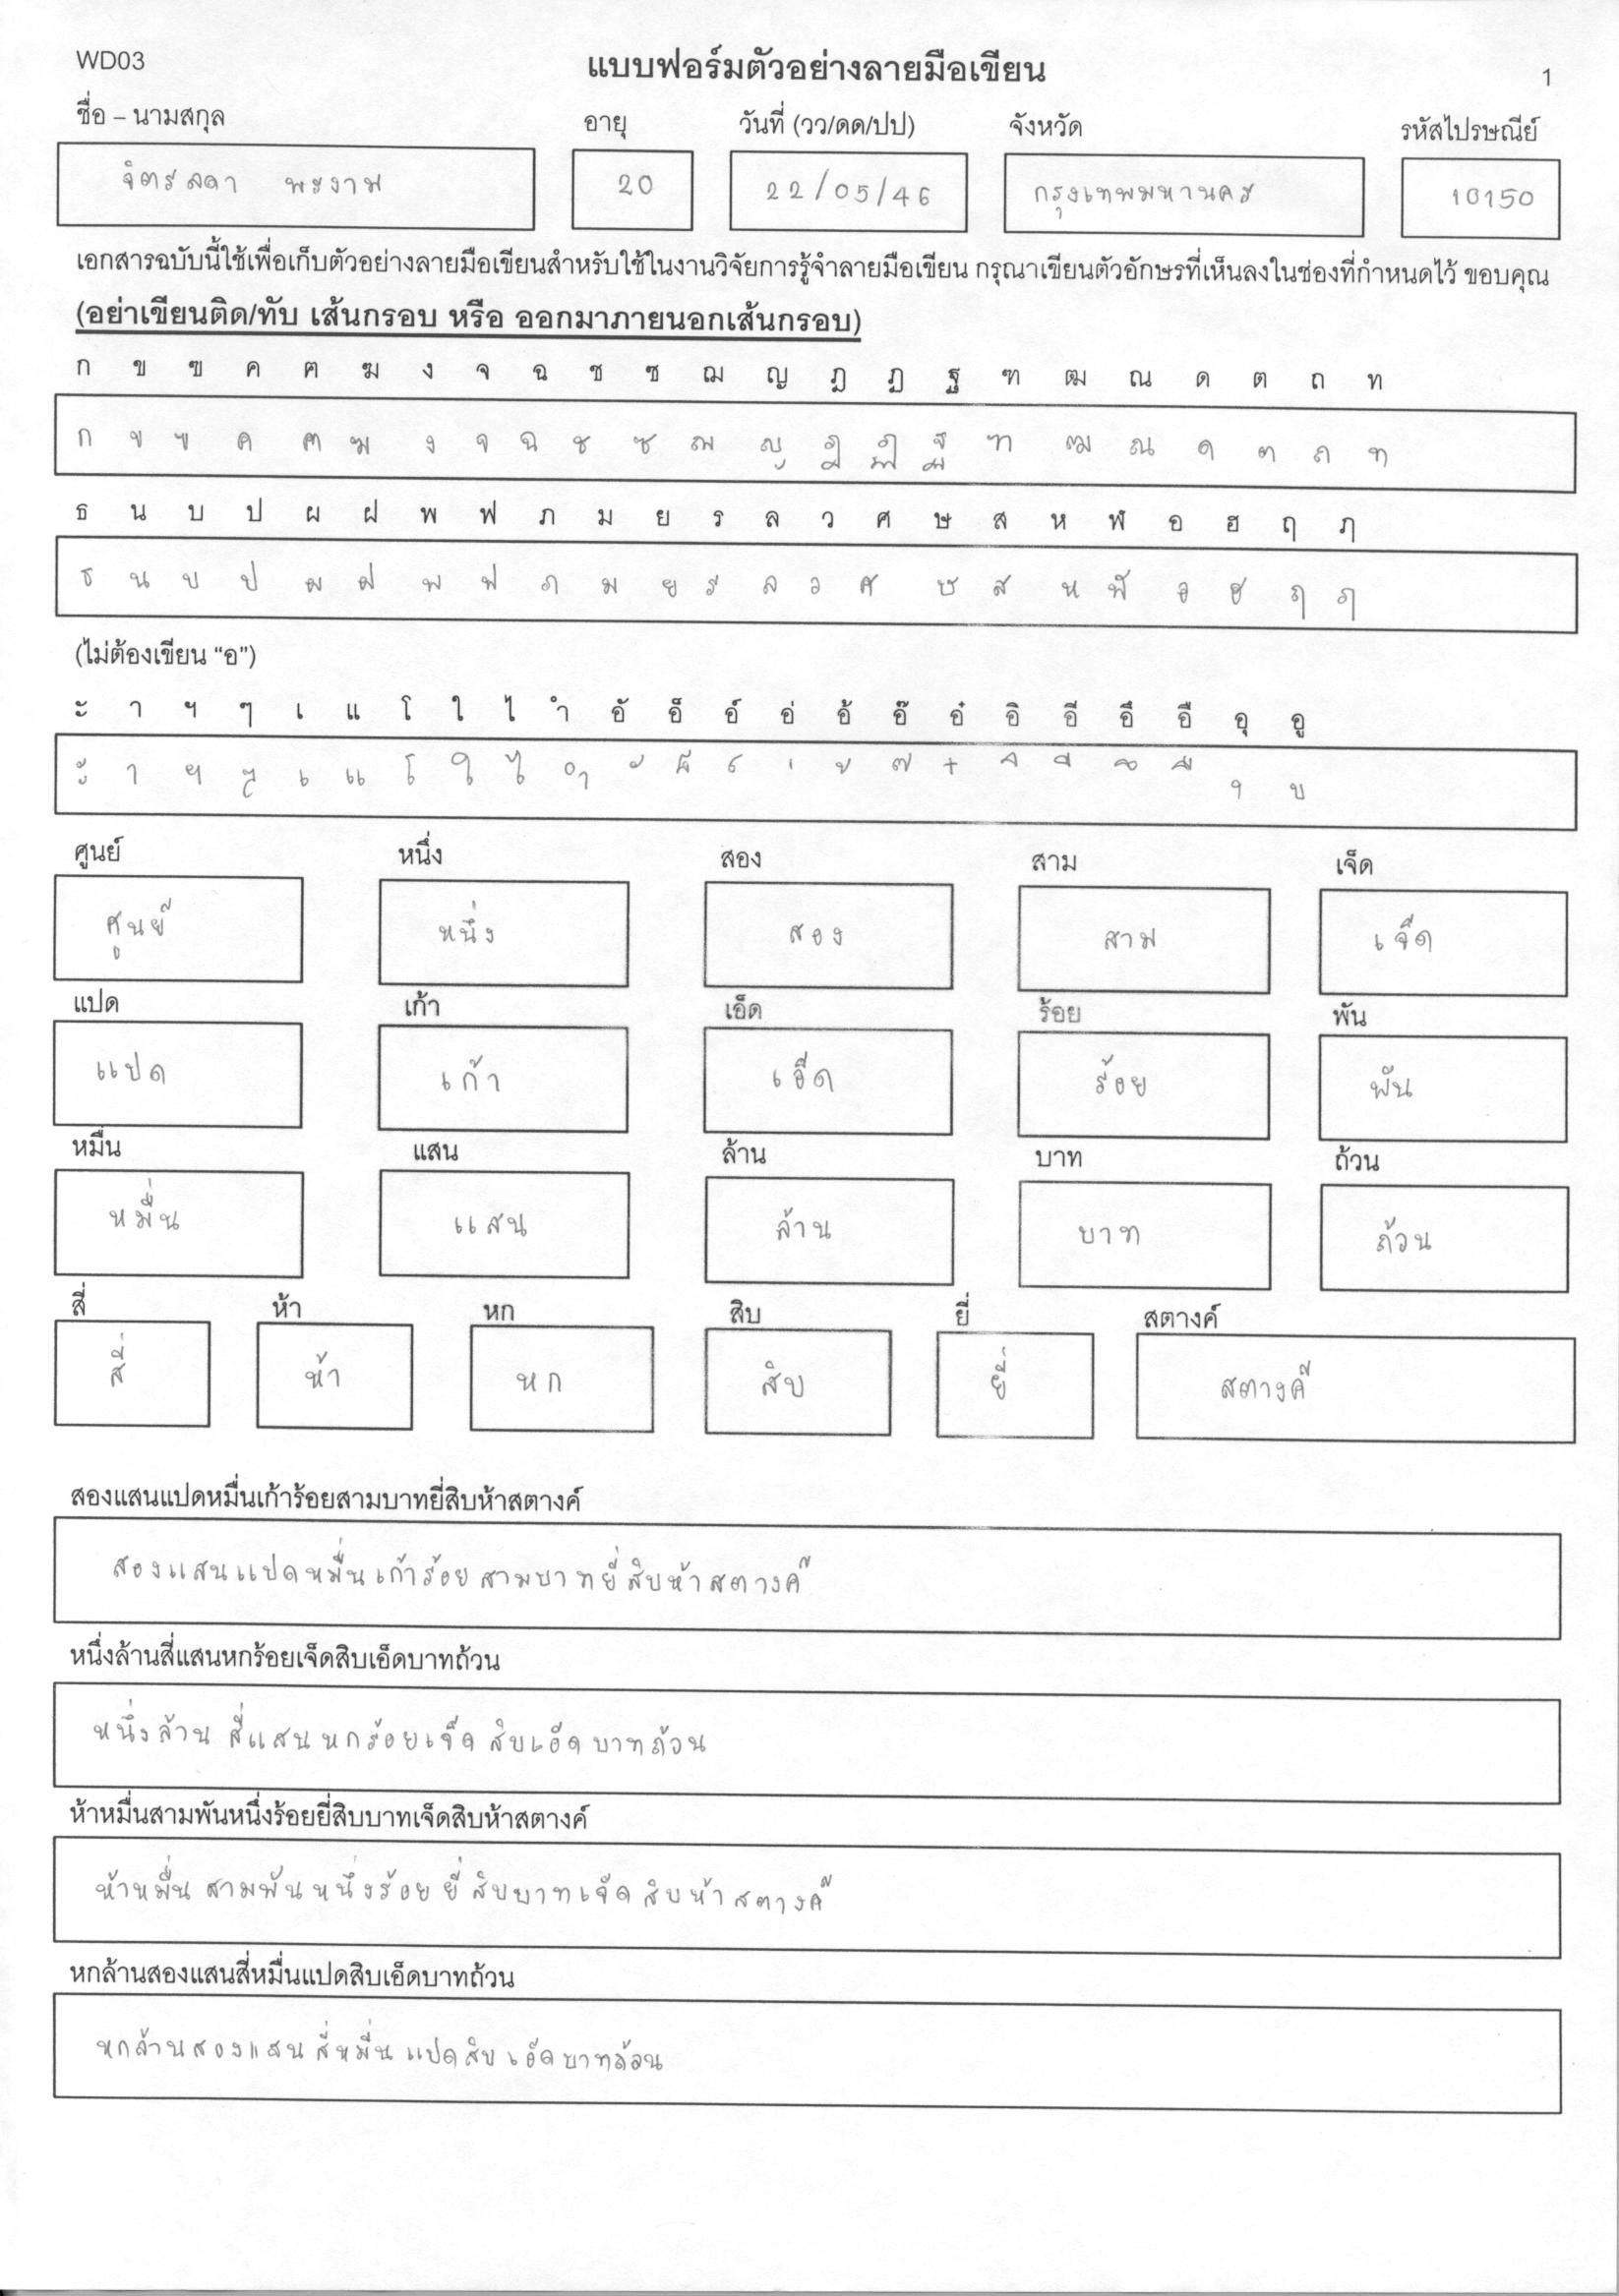 WD03 แบบฟอร์มตัวอย่างลายมือเขียน 1
ชื่อ – นามสกุล อายุ วันที่ (วว/ดด/ปป) จังหวัด รหัสไปรษณีย์
จิตรลดา พรงาม 20 22/05/46 กรุงเทพมหานคร 10150
เอกสารฉบับนี้ใช้เพื่อเก็บตัวอย่างลายมือเขียนสำหรับใช้ในงานวิจัยการรู้จำลายมือเขียน กรุณาเขียนตัวอักษรที่เห็นลงในช่องที่กำหนดไว้ ขอบคุณ
(อย่าเขียนติด/ทับ เส้นกรอบ หรือ ออกมาภายนอกเส้นกรอบ)
ก ข ฃ ค ฅ ฆ ง จ ฉ ช ซ ฌ ญ ฎ ฏ ฐ ฑ ฒ ณ ด ต ถ ท
ก ข ฃ ค ฅ ฆ ง จ ฉ ช ซ ฌ ญ ฎ ฏ ฐ ฑ ฒ ณ ด ต ถ ท
ธ น บ ป ผ ฝ พ ฟ ภ ม ย ร ล ว ศ ษ ส ห ฬ อ ฮ ฤ ฦ
ธ น บ ป ผ ฝ พ ฟ ภ ม ย ร ล ว ศ ษ ส ห ฬ อ ฮ ฤ ฦ
(ไม่ต้องเขียน “อ”)
ะ า ฯ ๆ เ แ โ ใ ไ ำ อั อ็ อ์ อ่ อ้ อ๊ อ๋ อิ อี อึ อื อุ อู
ะ า ฯ ๆ เ แ โ ใ ไ ำ ั ็ ์ ่ ้ ๊ ๋ ิ ี ึ ื ุ ู
ศูนย์ หนึ่ง สอง สาม เจ็ด
ศูนย์ หนึ่ง สอง สาม เจ็ด
แปด เก้า เอ็ด ร้อย พัน
แปด เก้า เอ็ด ร้อย พัน
หมื่น แสน ล้าน บาท ถ้วน
หมื่น แสน ล้าน บาท ถ้วน
สี่ ห้า หก สิบ ยี่ สตางค์
สี่ ห้า หก สิบ ยี่ สตางค์
สองแสนแปดหมื่นเก้าร้อยสามบาทยี่สิบห้าสตางค์
สองแสนแปดหมื่นเก้าร้อยสามบาทยี่สิบห้าสตางค์
หนึ่งล้านสี่แสนหกร้อยเจ็ดสิบเอ็ดบาทถ้วน
หนึ่งล้านสี่แสนหกร้อยเจ็ดสิบเอ็ดบาทถ้วน
ห้าหมื่นสามพันหนึ่งร้อยยี่สิบบาทเจ็ดสิบห้าสตางค์
ห้าหมื่นสามพันหนึ่งร้อยยี่สิบบาทเจ็ดสิบห้าสตางค์
หกล้านสองแสนสี่หมื่นแปดสิบเอ็ดบาทถ้วน
หกล้านสองแสนสี่หมื่นแปดสิบเอ็ดบาทถ้วน